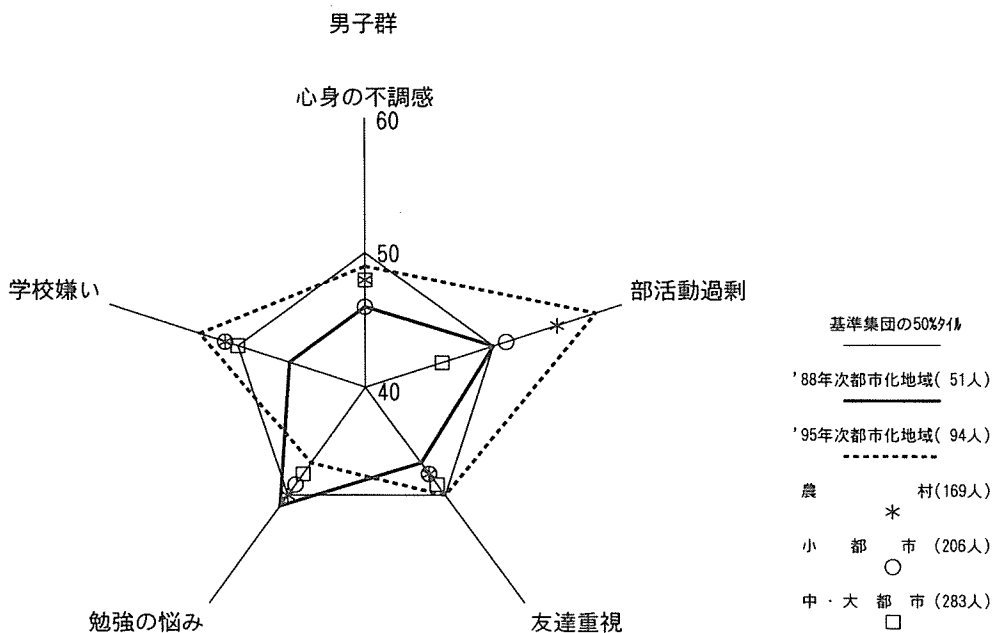 男子群
心身の不調感
60
50
学校嫌い
部活動過剰
40
勉強の悩み
友達重視
基準集団の50%タイル
'88年次都市化地域( 51人)
'95年次都市化地域( 94人)
農 村(169人)
小 都 市 (206人)
中・大 都 市 (283人)